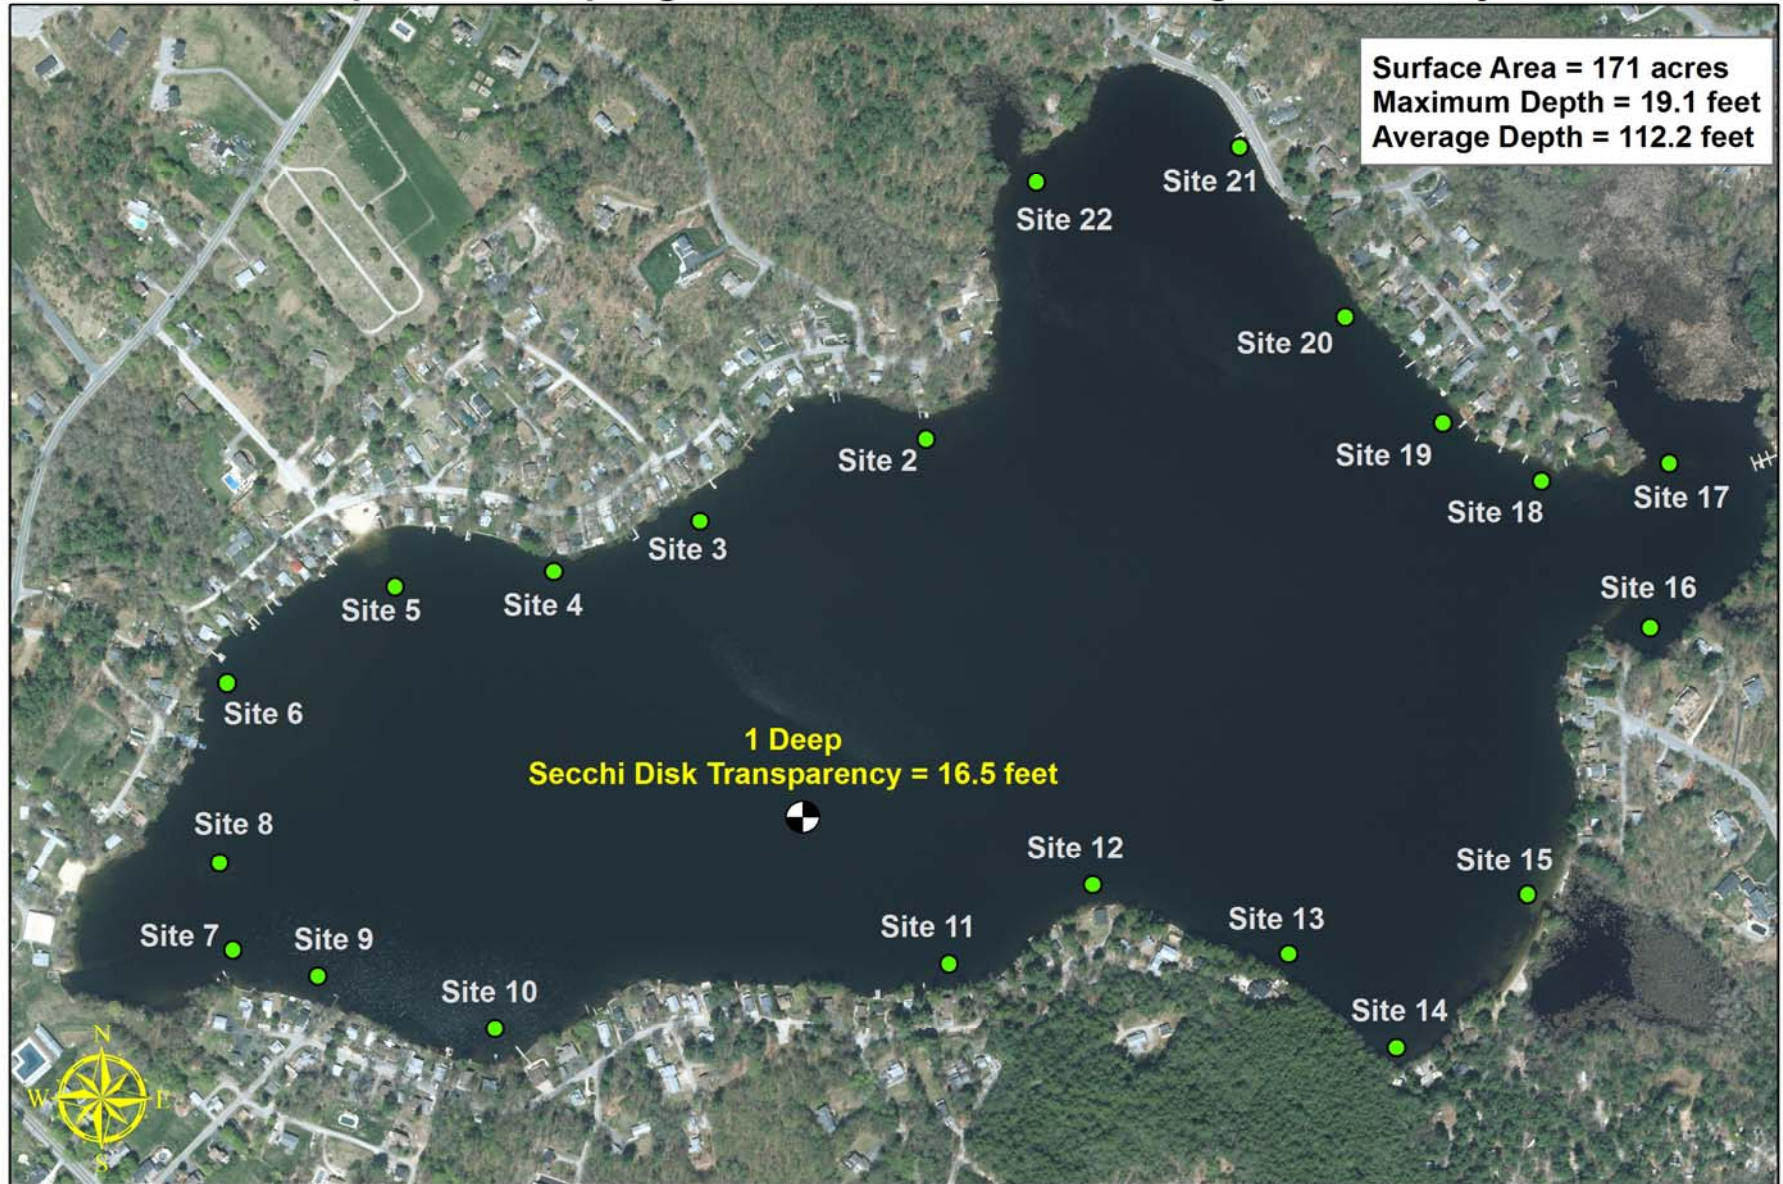 Surface Area = 171 acres
Maximum Depth = 19.1 feet
Average Depth = 112.2 feet
Site 21
Site 22
Site 20
Site 19
Site 2
Site 18
Site 17
Site 3
Site 16
Site 4
Site 5
Site 6
1 Deep
Secchi Disk Transparency = 16.5 feet
Site 8
Site 12
Site 15
Site 7
Site 9
Site 11
Site 13
Site 10
Site 14
N
W E
S